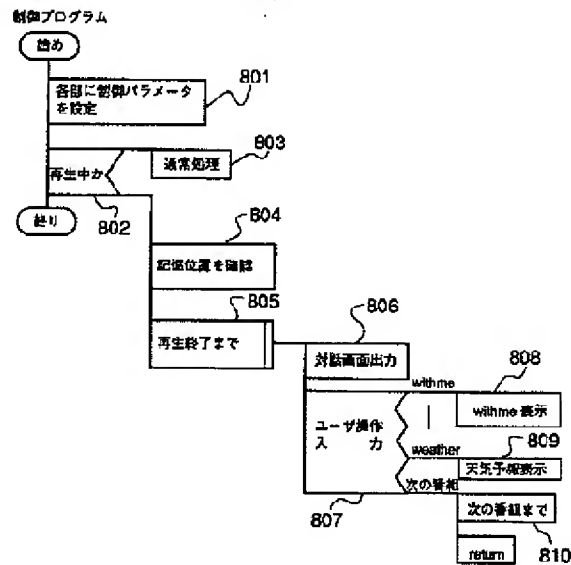 制御プログラム
始め
801
各部に制御パラメータ
を設定
803
通常処理
再生中か
802
終り
804
記憶位置を確認
805
再生終了まで
806
対話画面出力
withme
808
withme 表示
ユーザ操作
入 力
weather
809
天気予報表示
次の番組
807
次の番組まで
810
return